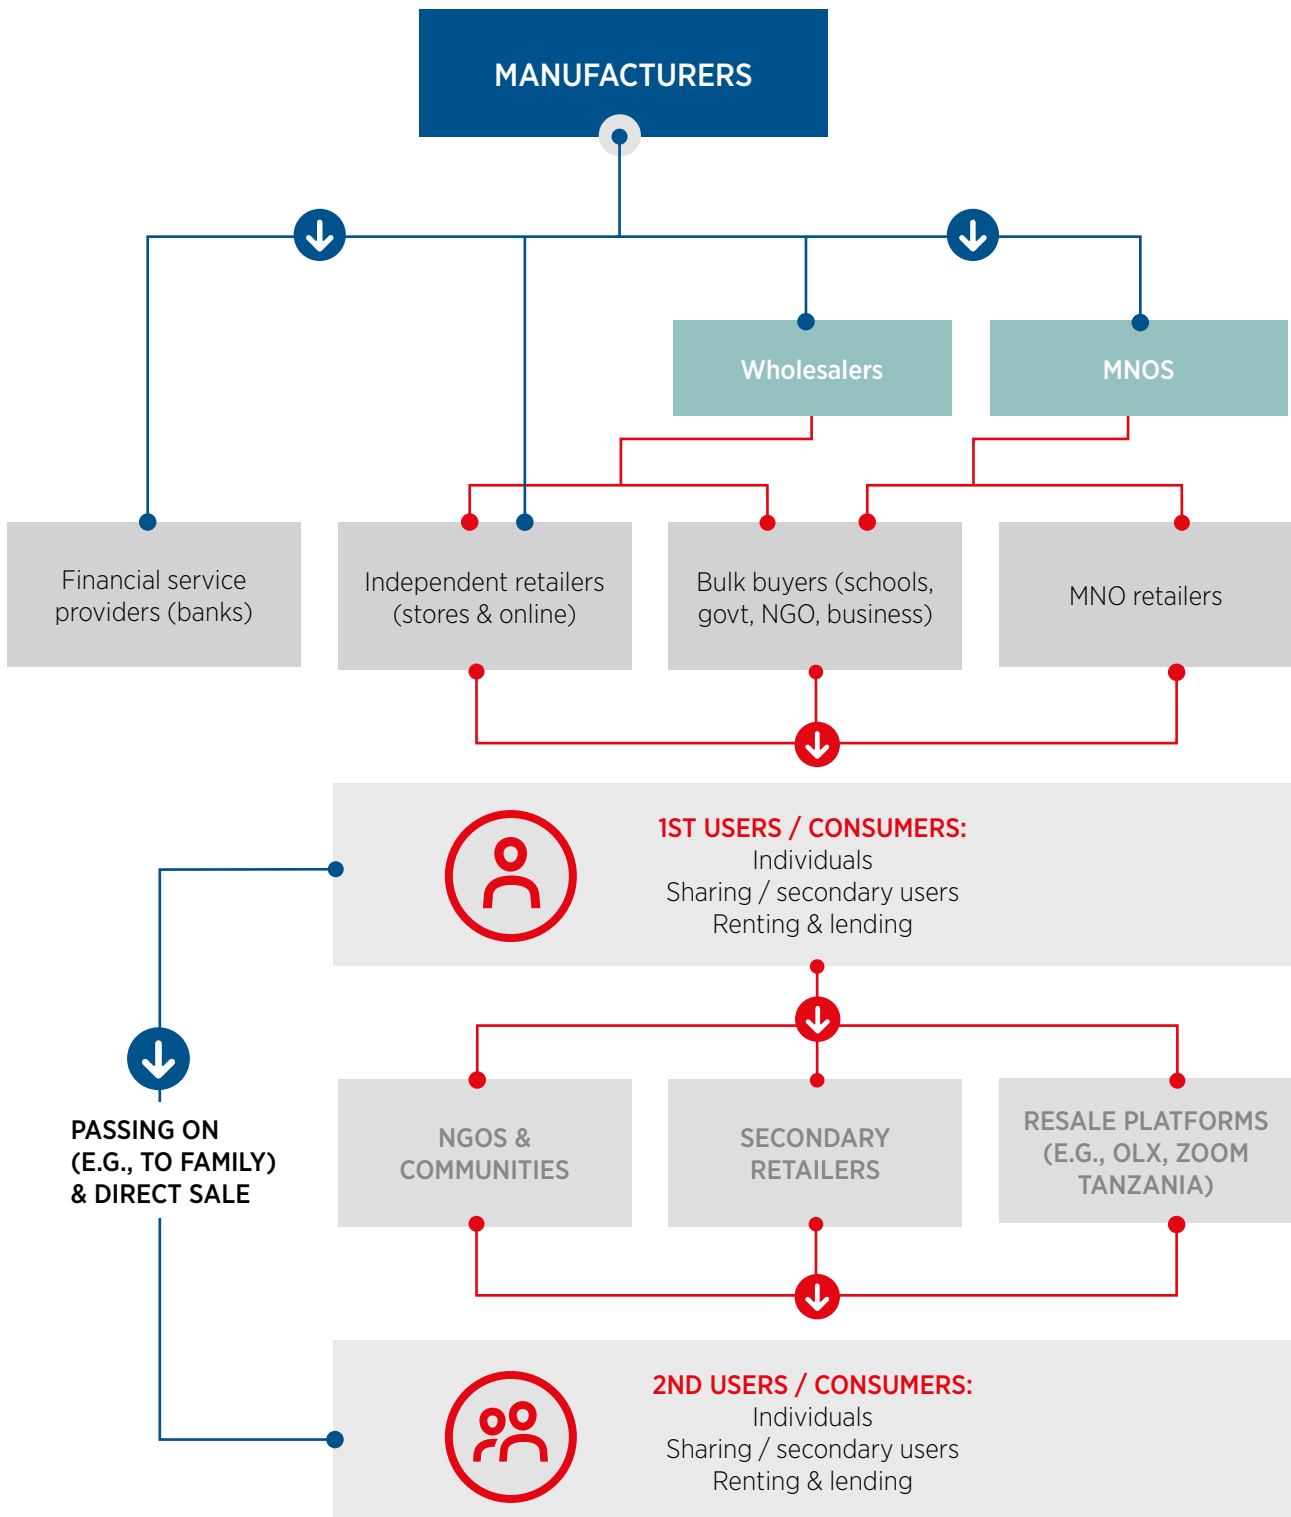 MANUFACTURERS
Wholesalers
MNOS
Financial service
providers (banks)
Independent retailers
(stores & online)
Bulk buyers (schools,
govt, NGO, business)
MNO retailers
1ST USERS / CONSUMERS:
Individuals
Sharing / secondary users
Renting & lending
PASSING ON
(E.G., TO FAMILY)
& DIRECT SALE
NGOS &
COMMUNITIES
SECONDARY
RETAILERS
RESALE PLATFORMS
(E.G., OLX, ZOOM
TANZANIA)
2ND USERS / CONSUMERS:
Individuals
Sharing / secondary users
Renting & lending